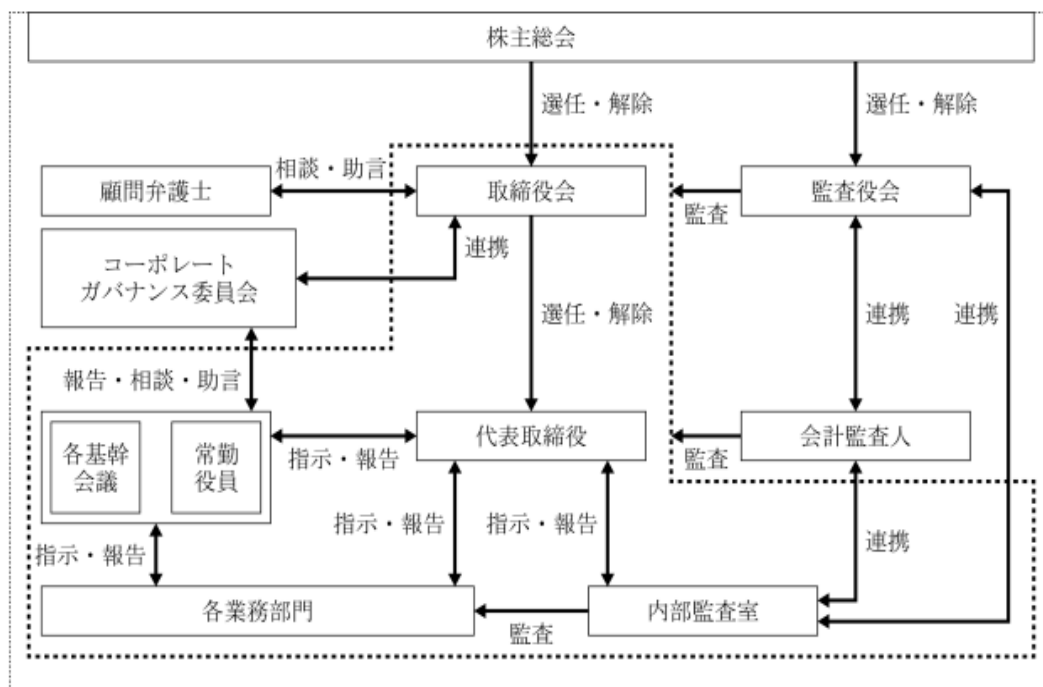 株主総会
選任・解除
選任・解除
相談・助言
顧問弁護士
取締役会
監査役会
監査
連携
コーポレート
ガバナンス委員会
選任・解除
連携
連携
報告・相談・助言
各基幹
会議
常勤
役員
代表取締役
会計監査人
指示・報告
監査
指示・報告
指示・報告
指示・報告
連携
各業務部門
内部監査室
監査